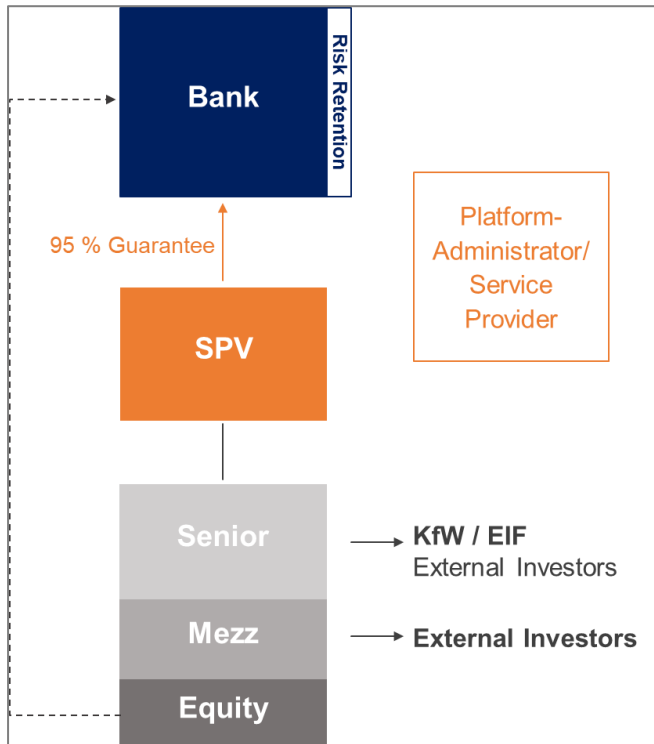 Bank
Risk Retention
95 % Guarantee
Platform-
Administrator/
Service
Provider
SPV
Senior
KfW / EIF
External Investors
Mezz
External Investors
Equity